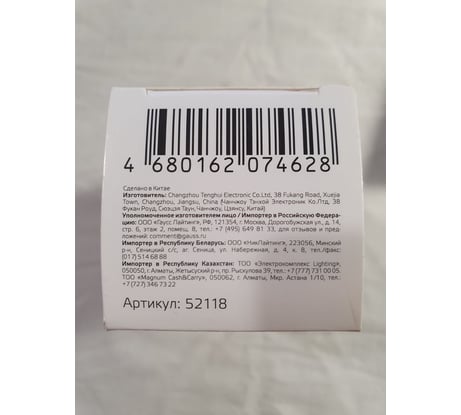 4 680162 074628
Сделано в Китае
Изготовитель: Changzhou Tenghui Electronic Co.Ltd, 38 Fukang Road, Xuejia
Town, Changzhou, Jiangsu, China (Чанчжоу Тэнхой Электроник Ко.Лтд, 38
Фукан Роуд, Сюэцзя Таун, Чанчжоу, Цзянсу, Китай)
Уполномоченное изготовителем лицо / Импортер в Российскую Федера-
цию: ООО «Гаусс Лайтинг» РФ, 121354, г. Москва, Дорогобужская ул., д. 14,
стр. 6, этаж 2, помещ. 8, тел.: +7 (495) 649 81 33, для отзывов и
обращений: comment@gauss.ru
Импортер в Республику Беларусь: ООО «НикЛайтинг», 223056, Минский
р-н, Сеницкий с/с, аг. Сеница, ул. Набережная, д. 4, к. 8, тел./факс:
(017) 514 68 88
Импортер в Республику Казахстан: ТОО «Электрокомплекс Lighting»,
050050, г. Алматы, Жетысуский р-н, пр. Рыскулова 39, тел.: +7 (777) 731 00 05.
ТОО «Magnum Cash&Carry», 050062, г. Алматы, Мкр. Астана 1/10, тел.:
+7 (727) 346 73 22
Артикул: 52118